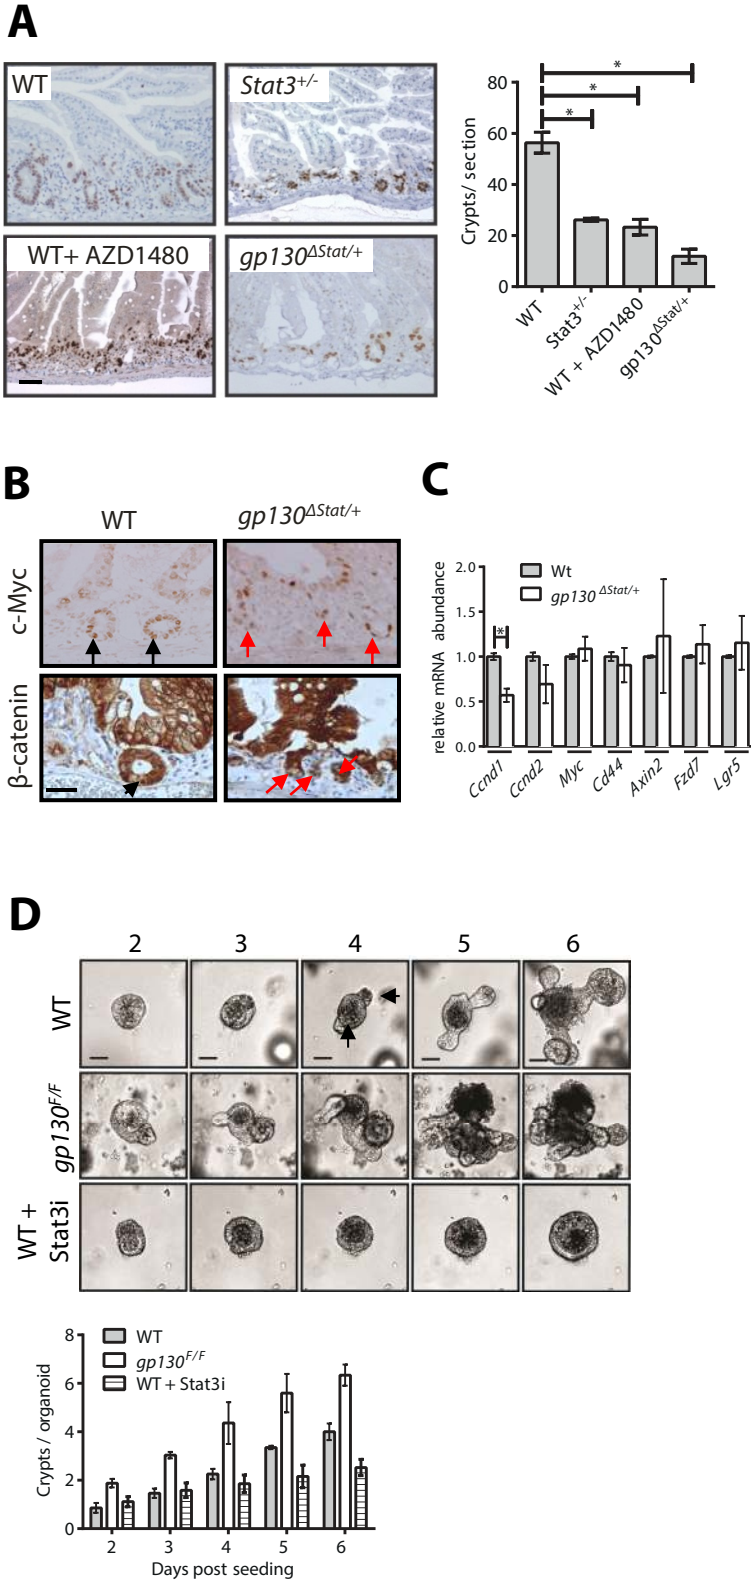 A
WT
Stat3+/-
WT+ AZD1480
gp130ΔStat/+
Crypts/ section
80
60
40
20
0
*
*
*
WT
Stat3+/-
WT + AZD1480
gp130ΔStat/+
B
WT
gp130ΔStat/+
c-Myc
β-catenin
C
relative mRNA abundance
2.0
1.5
1.0
0.5
0.0
Wt
gp130 ΔStat/+
*
Ccnd1
Ccnd2
Myc
Cd44
Axin2
Fzd7
Lgr5
D
2 3 4 5 6
WT
gp130F/F
WT +
Stat3i
Crypts / organoid
8
6
4
2
0
WT
gp130F/F
WT + Stat3i
2 3 4 5 6
Days post seeding